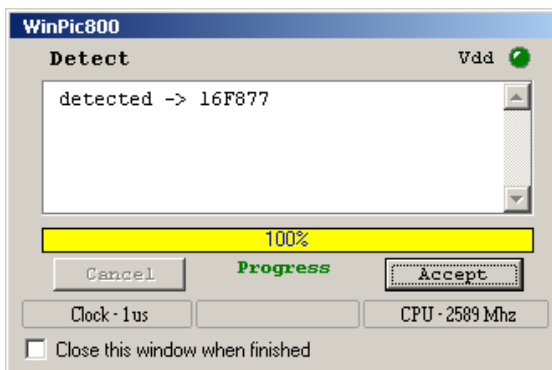 WinPic800
Detect Vdd
detected -> 16F877
100%
Cancel Progress Accept
Clock - 1us CPU - 2589 Mhz
Close this window when finished